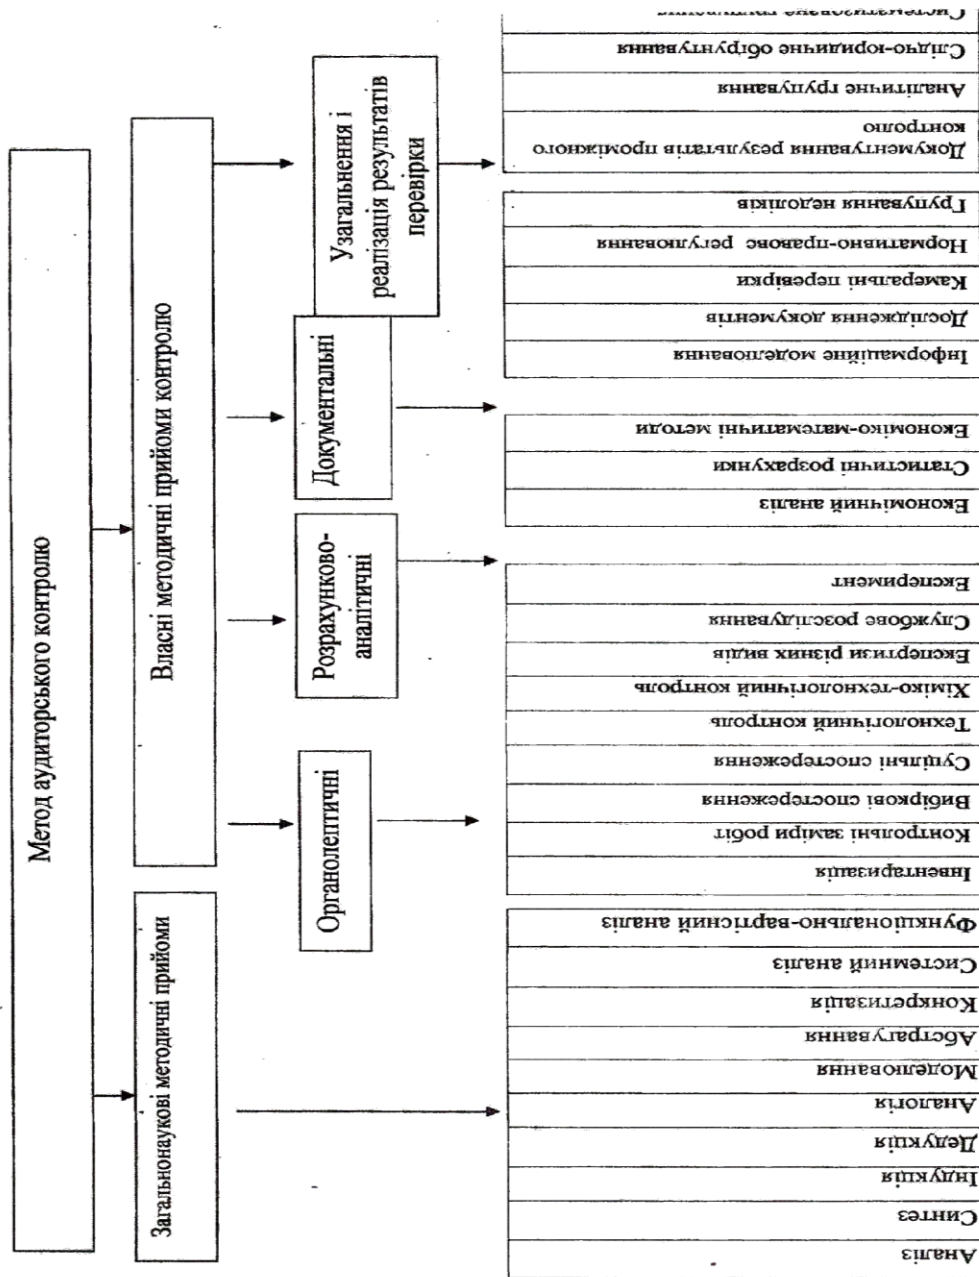 Метод аудиторського контролю
Загальнонаукові методичні прийоми
Власні методичні прийоми контролю
Органолептичні
Розрахунково-
аналітичні
Документальні
Узагальнення і
реалізація результатів
перевірки
Аналіз
Синтез
Індукція
Дедукція
Аналогія
Моделювання
Абстрагування
Конкретизація
Системний аналіз
Функціонально-вартісний аналіз
Інвентаризація
Контрольні заміри робіт
Вибіркові спостереження
Суцільні спостереження
Технологічний контроль
Хіміко-технологічний контроль
Експертизи різних видів
Службове розслідування
Експеримент
Економічний аналіз
Статистичні розрахунки
Економіко-математичні методи
Інформаційне моделювання
Дослідження документів
Камеральні перевірки
Нормативно-правове регулювання
Групування недоліків
Документування результатів проміжного
контролю
Аналітичне групування
Слідчо-юридичне обґрунтування